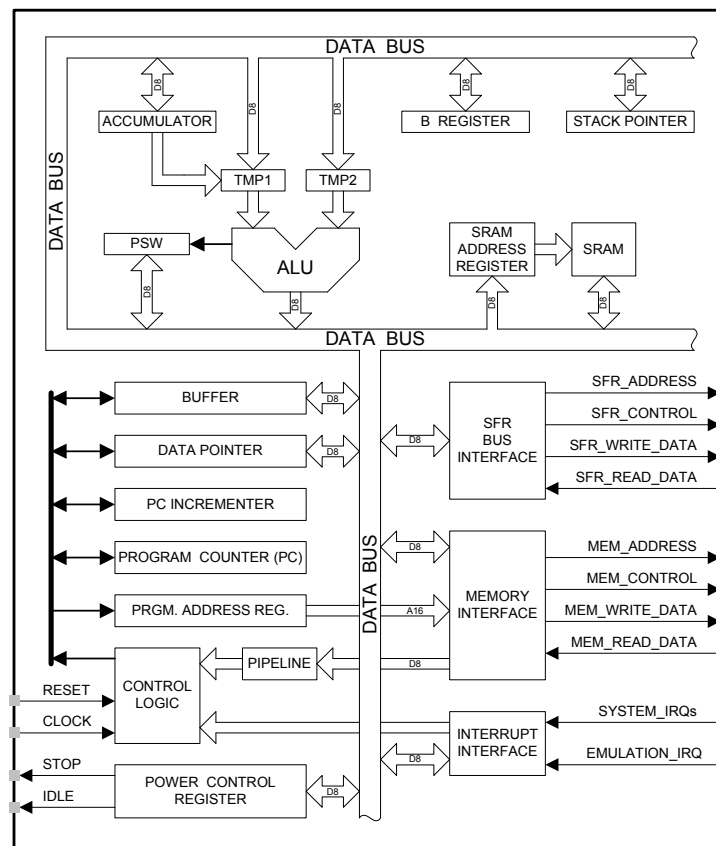 DATA BUS
D8
D8
D8
D8
D8
ACCUMULATOR
B REGISTER
STACK POINTER
DATA BUS
TMP1
TMP2
PSW
ALU
SRAM
ADDRESS
REGISTER
SRAM
D8
D8
D8
D8
DATA BUS
BUFFER
D8
DATA POINTER
D8
PC INCREMENTER
PROGRAM COUNTER (PC)
PRGM. ADDRESS REG.
A16
DATA BUS
D8
SFR
BUS
INTERFACE
SFR_ADDRESS
SFR_CONTROL
SFR_WRITE_DATA
SFR_READ_DATA
D8
MEMORY
INTERFACE
MEM_ADDRESS
MEM_CONTROL
MEM_WRITE_DATA
MEM_READ_DATA
CONTROL
LOGIC
PIPELINE
D8
RESET
CLOCK
INTERRUPT
INTERFACE
SYSTEM_IRQs
EMULATION_IRQ
D8
STOP
IDLE
POWER CONTROL
REGISTER
D8